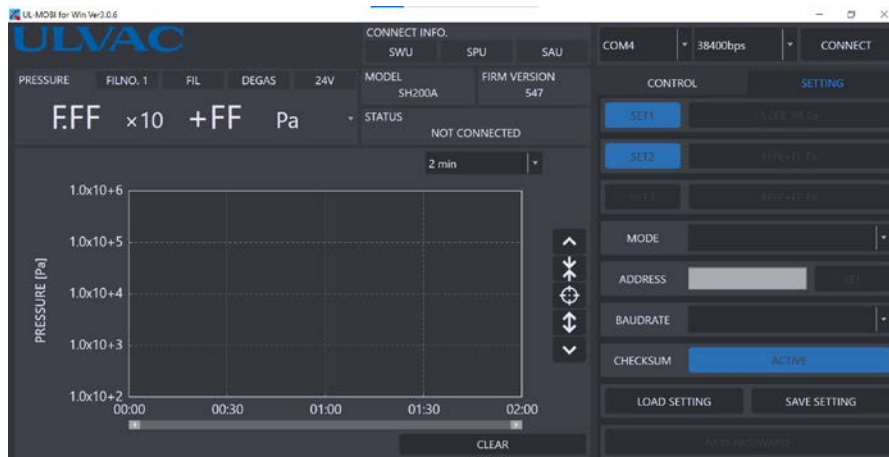 UL-MOBI for Win Ver3.0.6
ULVAC
CONNECT INFO.
SWU SPU SAU
COM4 38400bps CONNECT
PRESSURE FILNO. 1 FIL DEGAS 24V
MODEL
SH200A
FIRM VERSION
547
CONTROL SETTING
F.FF ×10 +FF Pa
STATUS
NOT CONNECTED
SET1
2 min
SET2
SET3
1.0x10+6
1.0x10+5
1.0x10+4
1.0x10+3
1.0x10+2
PRESSURE [Pa]
00:00 00:30 01:00 01:30 02:00
CLEAR
MODE
ADDRESS SET
BAUDRATE
CHECKSUM ACTIVE
LOAD SETTING SAVE SETTING